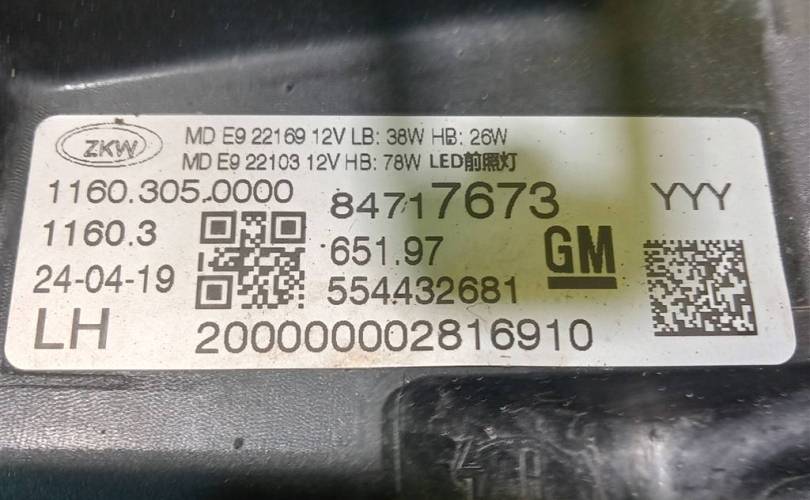 ZKW
MD E9 22169 12V LB: 38W HB: 26W
MD E9 22103 12V HB: 78W LED前照灯
1160.305.0000
84717673
YYY
1160.3
651.97
GM
24-04-19
554432681
LH
200000002816910